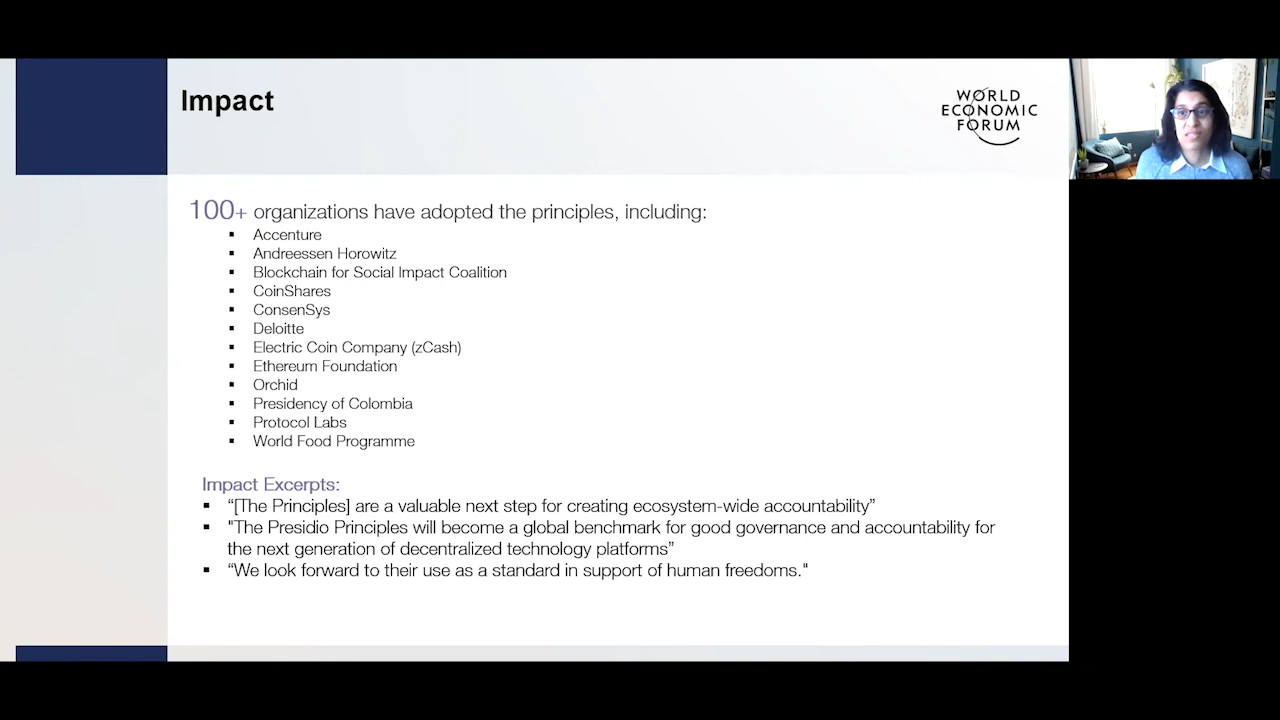 Impact
WORLD
ECONOMIC
FORUM
100+ organizations have adopted the principles, including:
▪ Accenture
▪ Andreessen Horowitz
▪ Blockchain for Social Impact Coalition
▪ CoinShares
▪ ConsenSys
▪ Deloitte
▪ Electric Coin Company (zCash)
▪ Ethereum Foundation
▪ Orchid
▪ Presidency of Colombia
▪ Protocol Labs
▪ World Food Programme
Impact Excerpts:
▪ “[The Principles] are a valuable next step for creating ecosystem-wide accountability”
▪ "The Presidio Principles will become a global benchmark for good governance and accountability for
the next generation of decentralized technology platforms”
▪ “We look forward to their use as a standard in support of human freedoms."